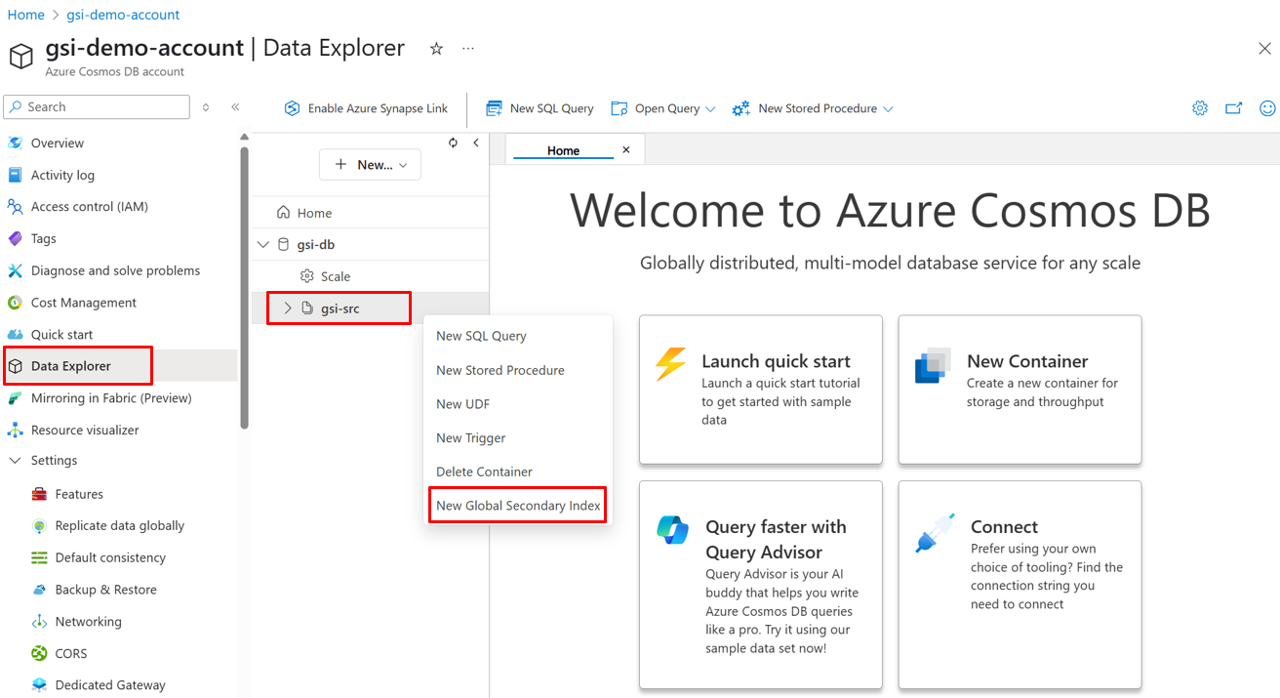 Home > gsi-demo-account
gsi-demo-account | Data Explorer
Azure Cosmos DB account
Search
Enable Azure Synapse Link
New SQL Query
Open Query
New Stored Procedure
Overview
Activity log
Access control (IAM)
Tags
Diagnose and solve problems
Cost Management
Quick start
Data Explorer
Mirroring in Fabric (Preview)
Resource visualizer
Settings
Features
Replicate data globally
Default consistency
Backup & Restore
Networking
CORS
Dedicated Gateway
New...
Home
gsi-db
Scale
gsi-src
New SQL Query
New Stored Procedure
New UDF
New Trigger
Delete Container
New Global Secondary Index
Home
Welcome to Azure Cosmos DB
Globally distributed, multi-model database service for any scale
Launch quick start
Launch a quick start tutorial
to get started with sample
data
New Container
Create a new container for
storage and throughput
Query faster with
Query Advisor
Query Advisor is your AI
buddy that helps you write
Azure Cosmos DB queries
like a pro. Try it using our
sample data set now!
Connect
Prefer using your own
choice of tooling? Find the
connection string you
need to connect